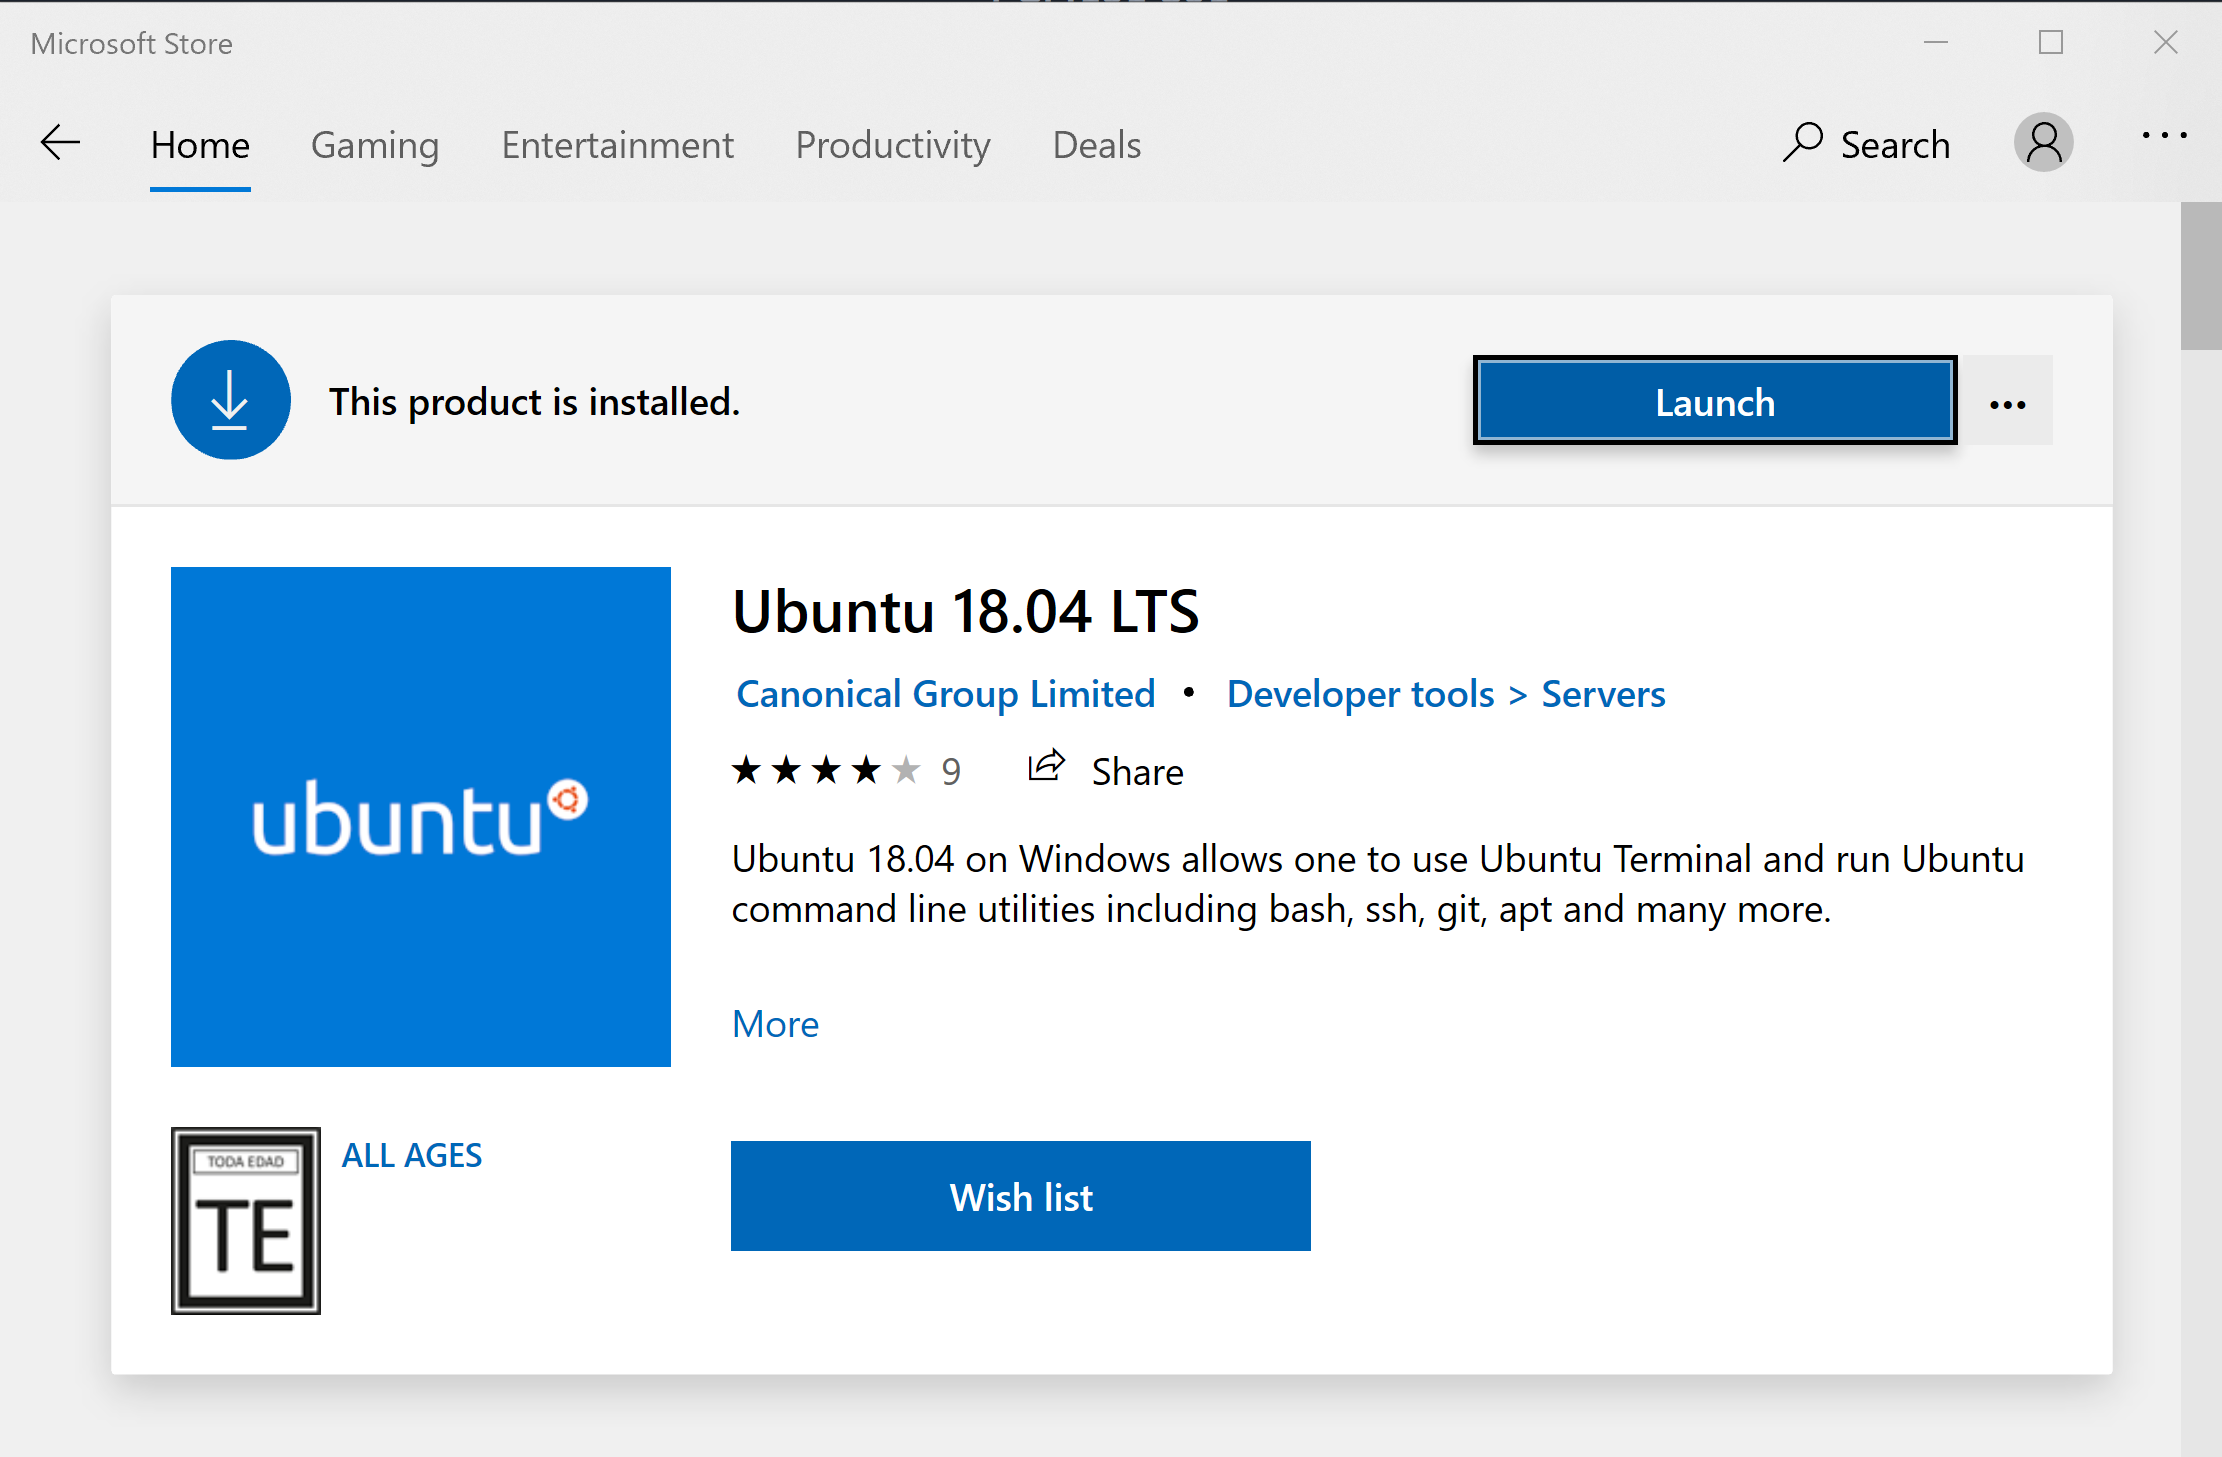 Microsoft Store
Home Gaming Entertainment Productivity Deals Search
This product is installed.
Launch
ubuntu
Ubuntu 18.04 LTS
Canonical Group Limited • Developer tools > Servers
9 Share
Ubuntu 18.04 on Windows allows one to use Ubuntu Terminal and run Ubuntu
command line utilities including bash, ssh, git, apt and many more.
More
TODA EDAD
TE
ALL AGES
Wish list